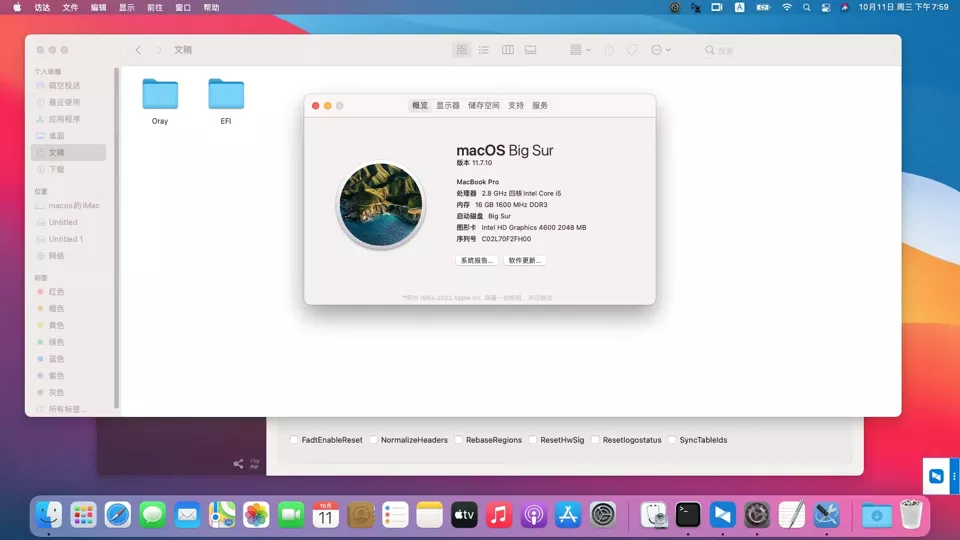 访达 文件 编辑 显示 前往 窗口 帮助
A
10月11日 周三 下午7:59
文稿
搜索
个人收藏
隔空投送
最近使用
应用程序
桌面
文稿
下载
位置
macos的 iMac
Untitled
Untitled 1
网络
标签
红色
橙色
黄色
绿色
蓝色
紫色
灰色
所有标签...
Oray
EFI
概览 显示器 储存空间 支持 服务
macOS Big Sur
版本 11.7.10
MacBook Pro
处理器 2.8 GHz 四核Intel Core i5
内存 16 GB 1600 MHz DDR3
启动磁盘 Big Sur
图形卡 Intel HD Graphics 4600 2048 MB
序列号 C02L70F2FH00
系统报告... 软件更新...
™和© 1983-2023 Apple Inc. 保留一切权利。许可协议
FadtEnableReset NormalizeHeaders RebaseRegions ResetHwSig Resetlogostatus SyncTableIds
Pay
Pal
10月
11
tv